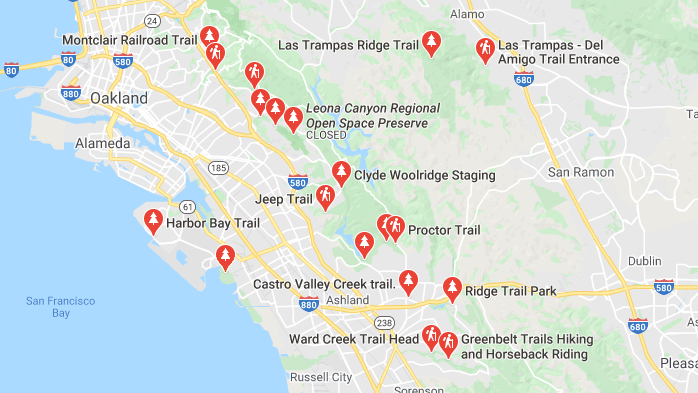 Alamo
24
Montclair Railroad Trail
Las Trampas Ridge Trail
Las Trampas - Del
Amigo Trail Entrance
80
80
580
680
880
Oakland
Leona Canyon Regional
Open Space Preserve
CLOSED
Alameda
185
580
Clyde Woolridge Staging
San Ramon
Jeep Trail
61
Harbor Bay Trail
Proctor Trail
Dublin
Castro Valley Creek trail.
Ridge Trail Park
580
San Francisco
Bay
880
Ashland
238
680
Ward Creek Trail Head
Greenbelt Trails Hiking
and Horseback Riding
Pleasa
Russell City
Sorenson